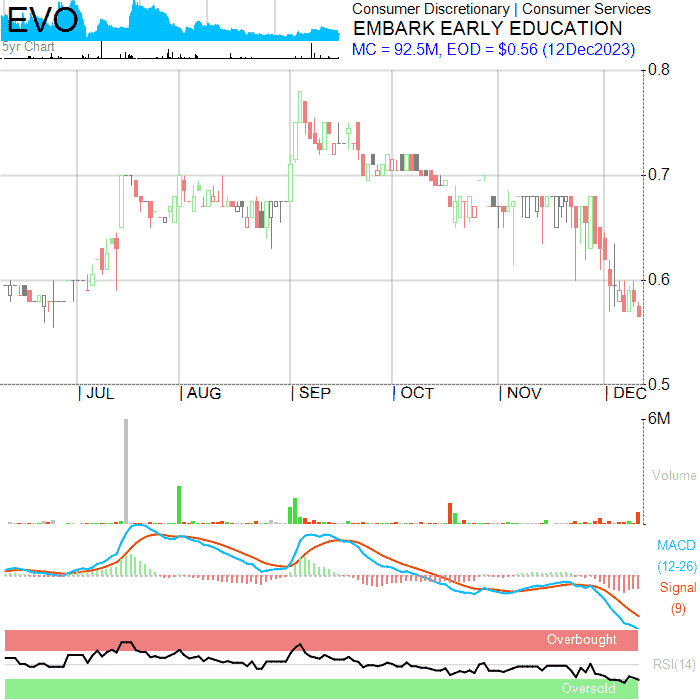 EVO
5yr Chart
Consumer Discretionary | Consumer Services
EMBARK EARLY EDUCATION
MC = 92.5M, EOD = $0.56 (12Dec2023)
0.8
0.7
0.6
0.5
| JUL | AUG | SEP | OCT | NOV | DEC
6M
Volume
MACD
(12-26)
Signal
(9)
Overbought
RSI(14)
Oversold